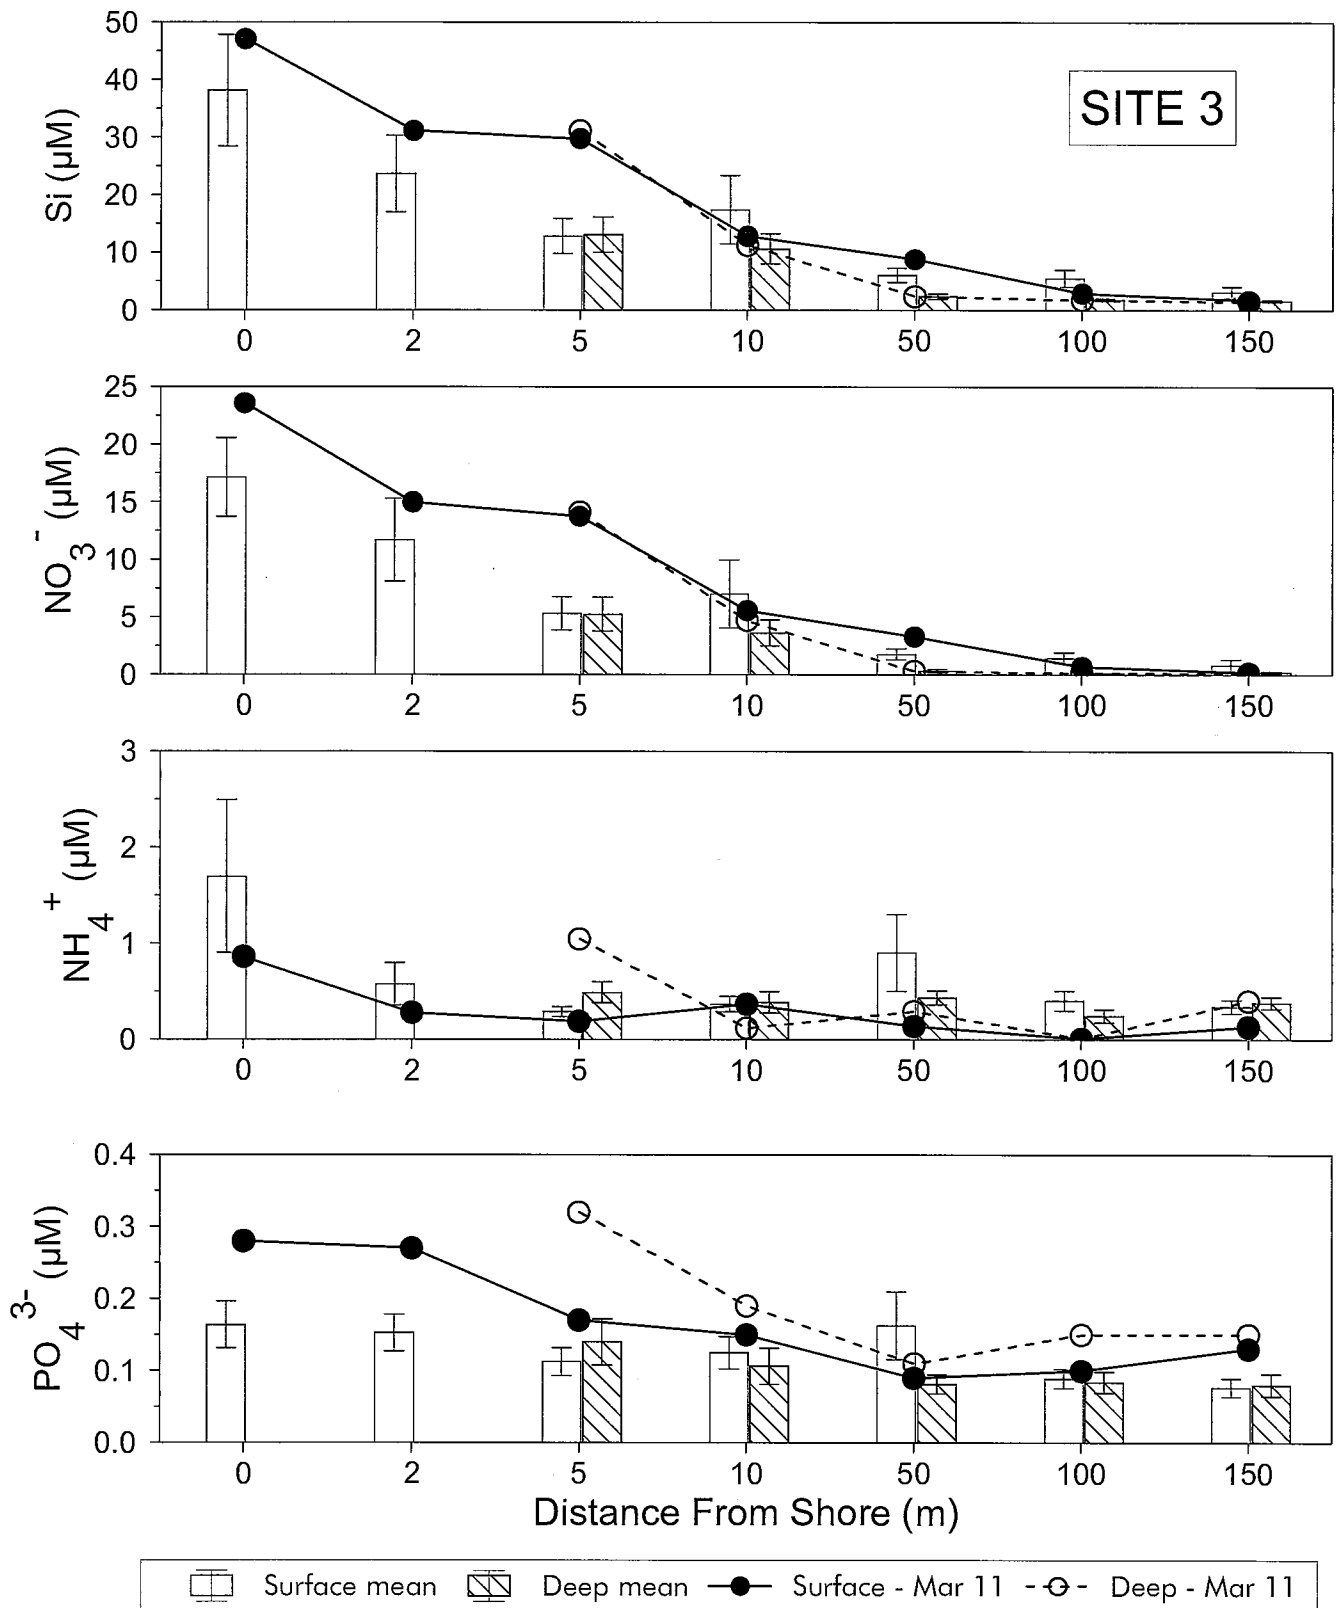 SITE 3
Si (µM)
50
40
30
20
10
0
0 2 5 10 50 100 150
NO3- (µM)
25
20
15
10
5
0
0 2 5 10 50 100 150
NH4+ (µM)
3
2
1
0
0 2 5 10 50 100 150
PO4 3- (µM)
0.4
0.3
0.2
0.1
0.0
0 2 5 10 50 100 150
Distance From Shore (m)
Surface mean Deep mean Surface - Mar 11 Deep - Mar 11